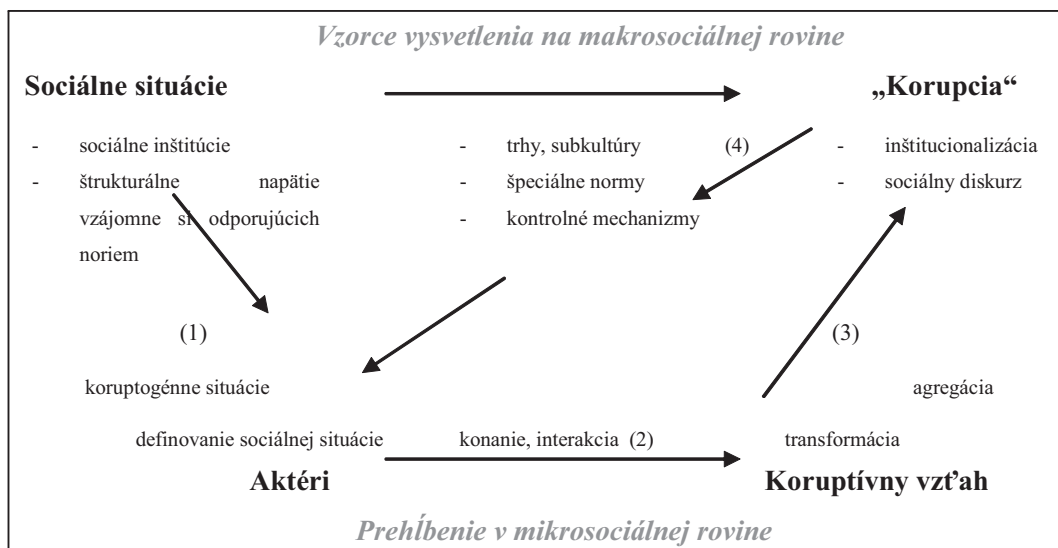 Vzorce vysvetlenia na makrosociálnej rovine
Sociálne situácie
„Korupcia“
- sociálne inštitúcie
- štrukturálne napätie
vzájomne si odporujúcich
noriem
- trhy, subkultúry (4)
- špeciálne normy
- kontrolné mechanizmy
- inštitucionalizácia
- sociálny diskurz
(1)
(3)
koruptogénne situácie
agregácia
definovanie sociálnej situácie
konanie, interakcia (2)
transformácia
Aktéri
Koruptívny vzťah
Prehĺbenie v mikrosociálnej rovine